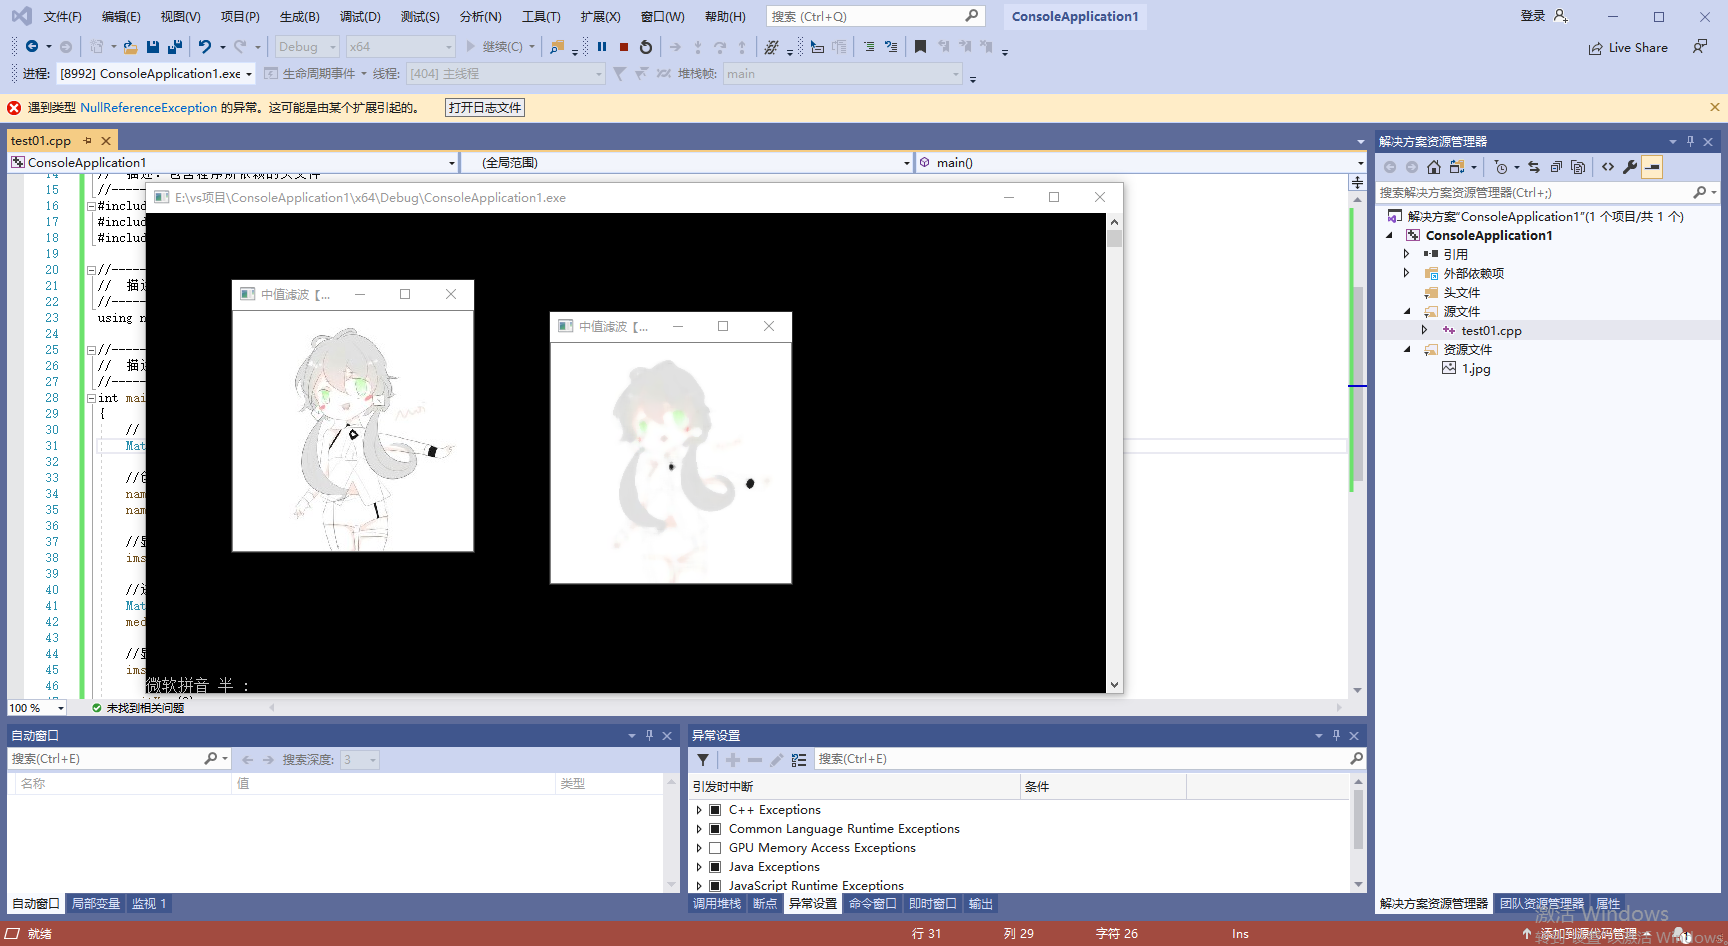 文件(F) 编辑(E) 视图(V) 项目(P) 生成(B) 调试(D) 测试(S) 分析(N) 工具(T) 扩展(X) 窗口(W) 帮助(H) 搜索 (Ctrl+Q) ConsoleApplication1 登录
Debug x64 继续(C) Live Share
进程: [8992] ConsoleApplication1.exe 生命周期事件 线程: [404] 主线程 堆栈帧: main
遇到类型 NullReferenceException 的异常。这可能是由某个扩展引起的。 打开日志文件
test01.cpp
ConsoleApplication1 (全局范围) main()
14 // 描述：包含程序所依赖的头文件
15 //----
16 #includ
17 #includ
18 #includ
19
20 //----
21 // 描述
22 //----
23 using n
24
25 //----
26 // 描述
27 //----
28 int mai
29 {
30 //
31 Mat
32
33 //创
34 nam
35 nam
36
37 //显
38 ims
39
40 //进
41 Mat
42 med
43
44 //显
45 ims
46
E:\vs项目\ConsoleApplication1\x64\Debug\ConsoleApplication1.exe
中值滤波【...
中值滤波【...
微软拼音 半 :
100 % 未找到相关问题
自动窗口
搜索(Ctrl+E) 搜索深度: 3
名称 值 类型
自动窗口 局部变量 监视 1
异常设置
搜索(Ctrl+E)
引发时中断 条件
C++ Exceptions
Common Language Runtime Exceptions
GPU Memory Access Exceptions
Java Exceptions
JavaScript Runtime Exceptions
调用堆栈 断点 异常设置 命令窗口 即时窗口 输出
解决方案资源管理器
搜索解决方案资源管理器(Ctrl+;)
解决方案"ConsoleApplication1"(1 个项目/共 1 个)
ConsoleApplication1
引用
外部依赖项
头文件
源文件
test01.cpp
资源文件
1.jpg
解决方案资源管理器 团队资源管理器 属性
激活 Windows
转到"设置"以激活 Windows。
就绪 行 31 列 29 字符 26 Ins 添加到源代码管理 1